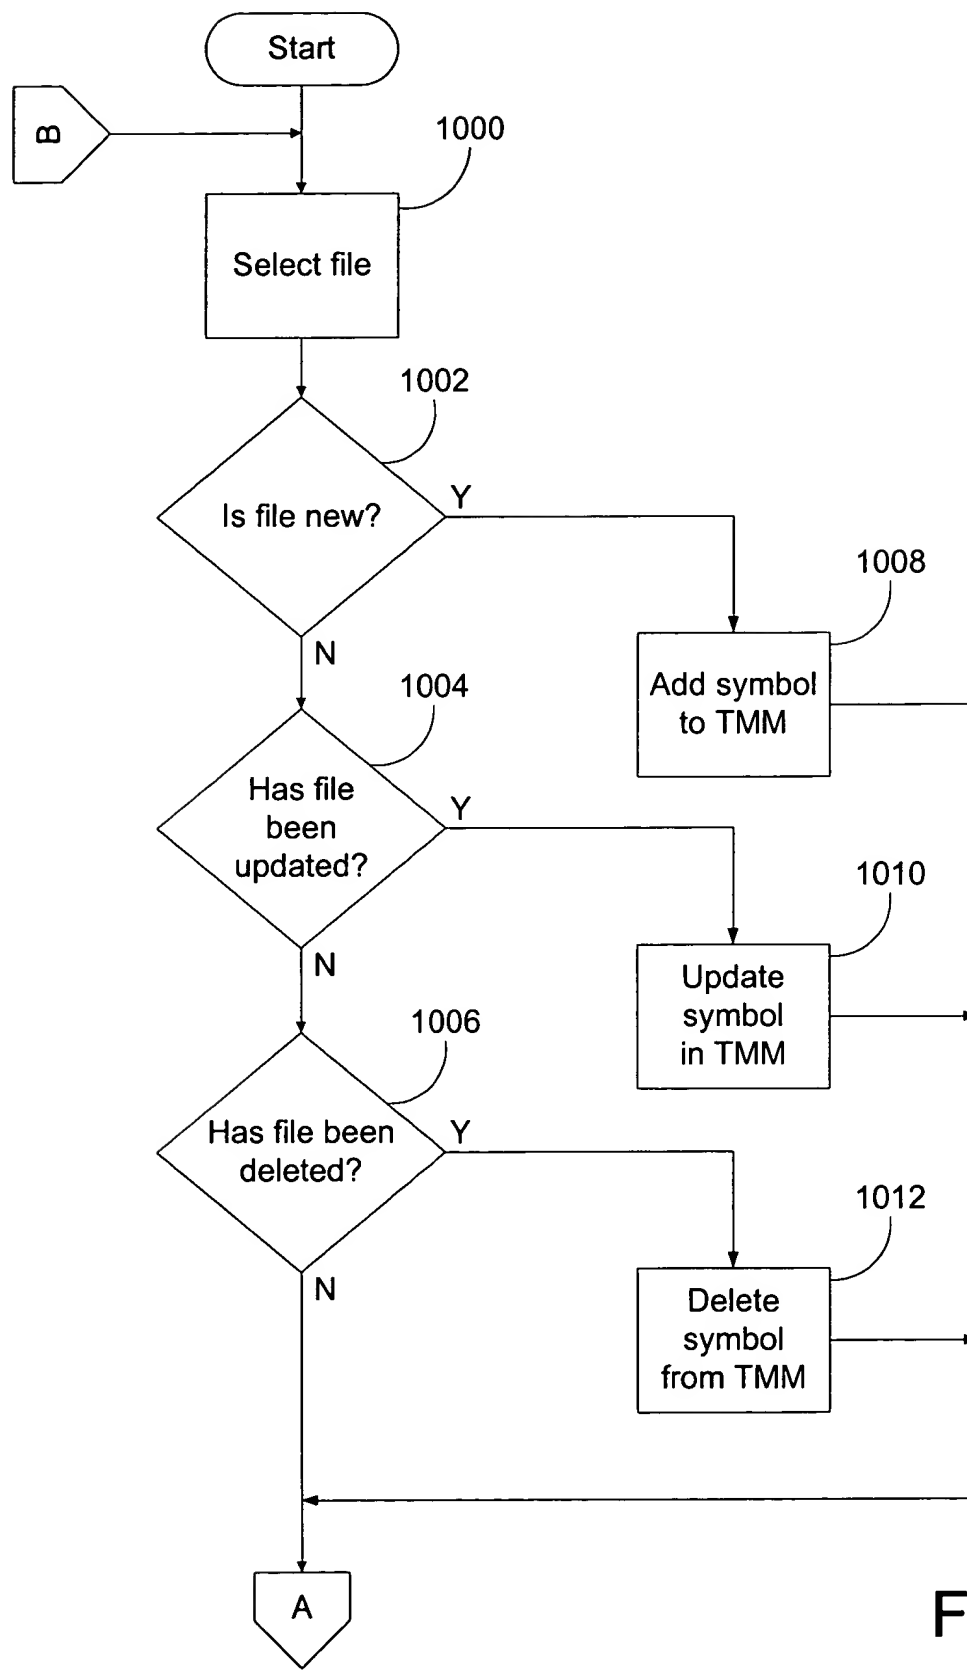 Start
B
1000
Select file
1002
Is file new?
Y
N
1008
Add symbol
to TMM
1004
Has file
been
updated?
Y
N
1010
Update
symbol
in TMM
1006
Has file been
deleted?
Y
N
1012
Delete
symbol
from TMM
A
F